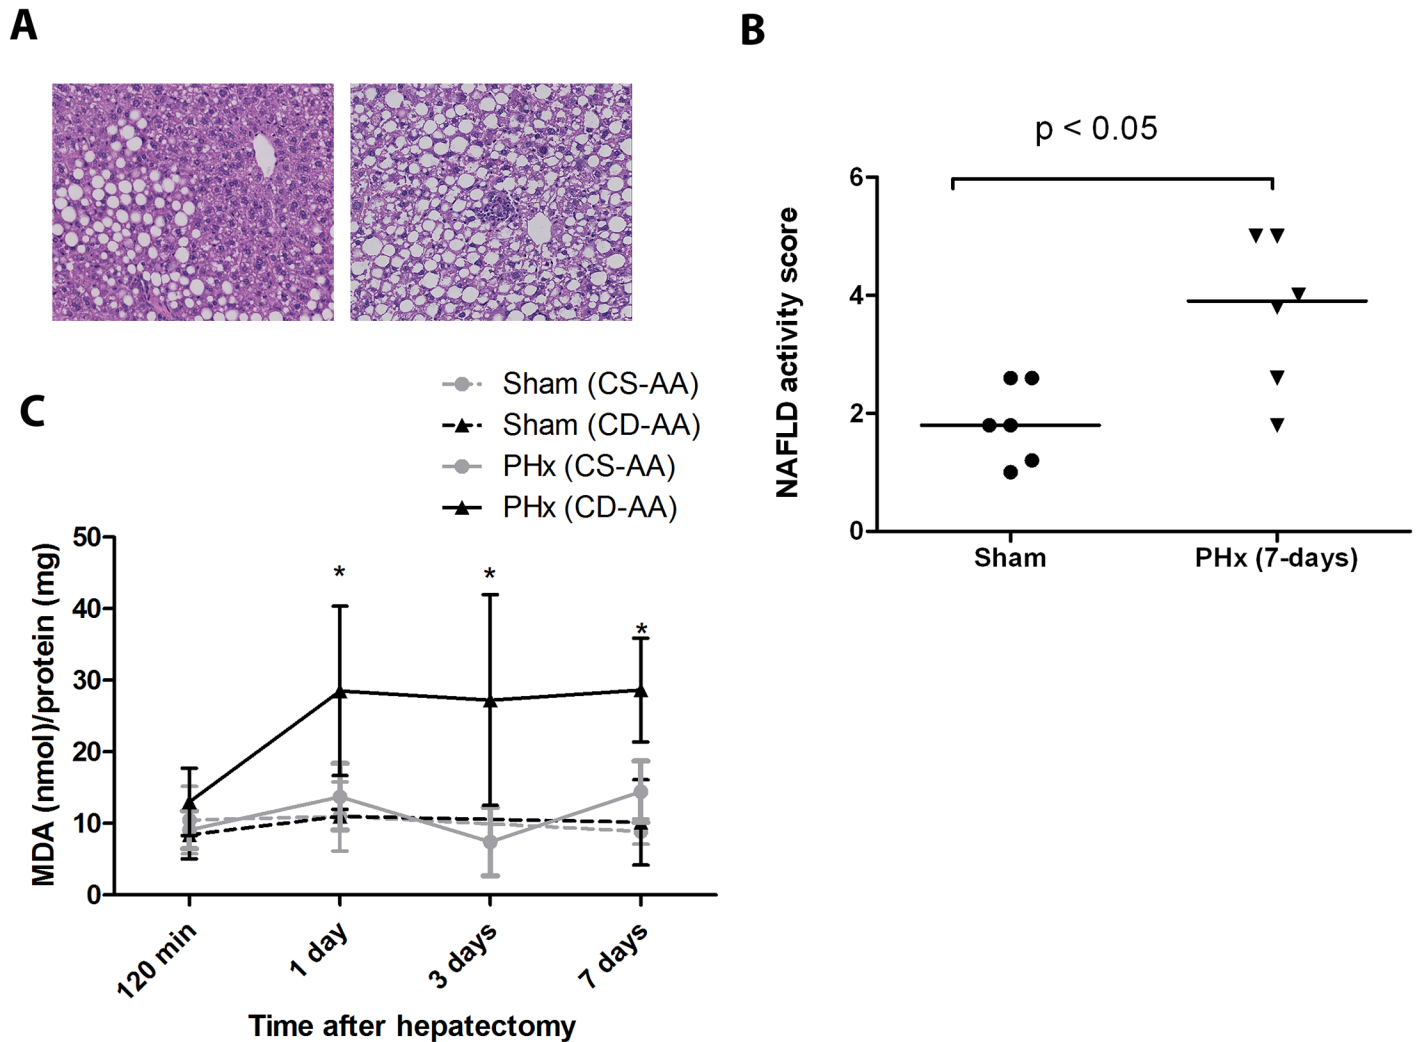 A
B
p < 0.05
6
4
2
0
NAFLD activity score
Sham
PHx (7-days)
C
Sham (CS-AA)
Sham (CD-AA)
PHx (CS-AA)
PHx (CD-AA)
50
40
30
20
10
0
MDA (nmol)/protein (mg)
*
*
*
120 min
1 day
3 days
7 days
Time after hepatectomy